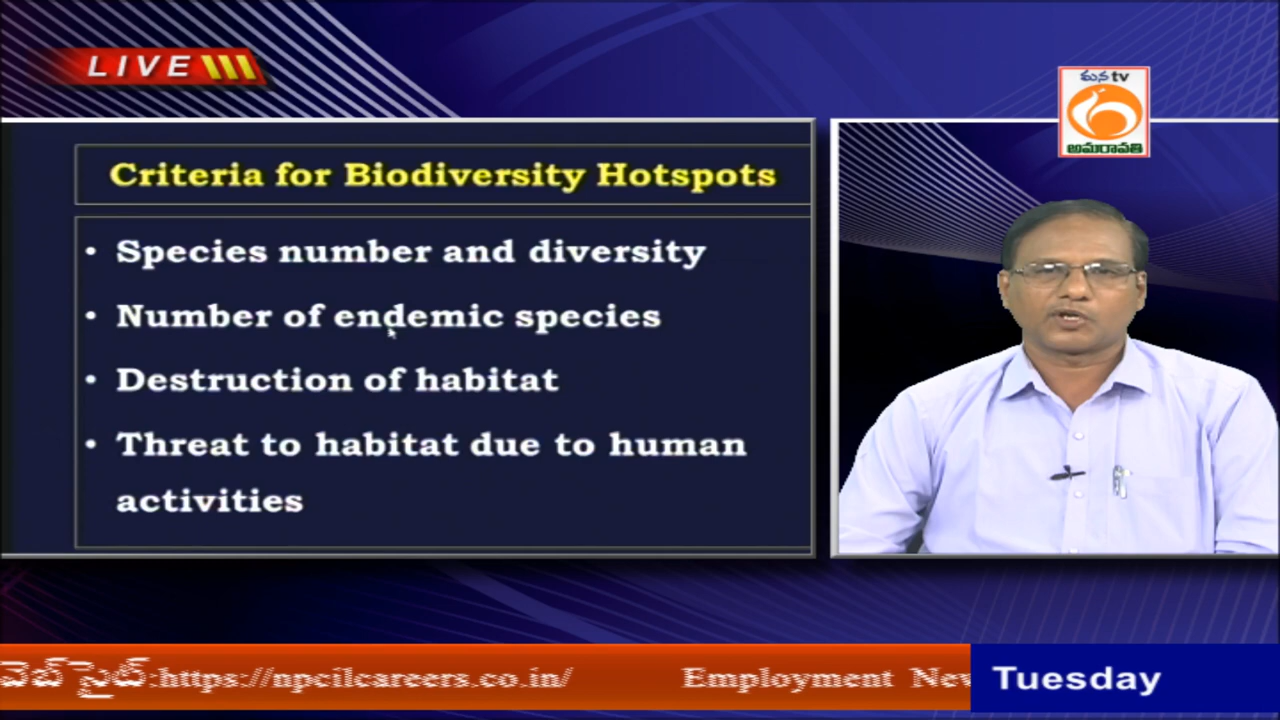 LIVE
మన tv
అమరావతి
Criteria for Biodiversity Hotspots
• Species number and diversity
• Number of endemic species
• Destruction of habitat
• Threat to habitat due to human
activities
వెబ్ సైట్:https://npcilcareers.co.in/ Employment New
Tuesday